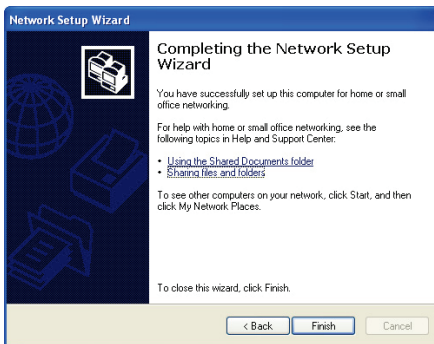 Network Setup Wizard
Completing the Network Setup
Wizard
You have successfully set up this computer for home or small
office networking.
For help with home or small office networking, see the
following topics in Help and Support Center:
• Using the Shared Documents folder
• Sharing files and folders
To see other computers on your network, click Start, and then
click My Network Places.
To close this wizard, click Finish.
< Back Finish Cancel